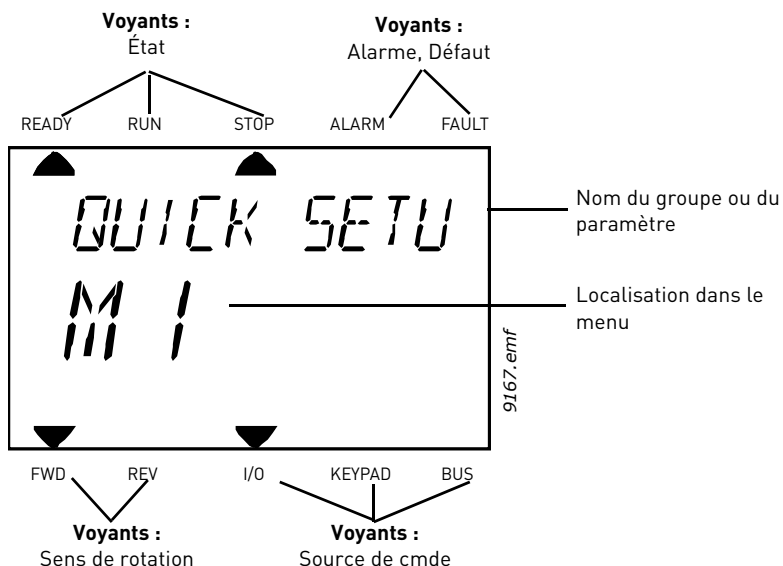 Voyants :
État
Voyants :
Alarme, Défaut
READY RUN STOP ALARM FAULT
QUICK SETU
M 1
Nom du groupe ou du
paramètre
Localisation dans le
menu
9167.emf
FWD REV I/0 KEYPAD BUS
Voyants :
Sens de rotation
Voyants :
Source de cmde